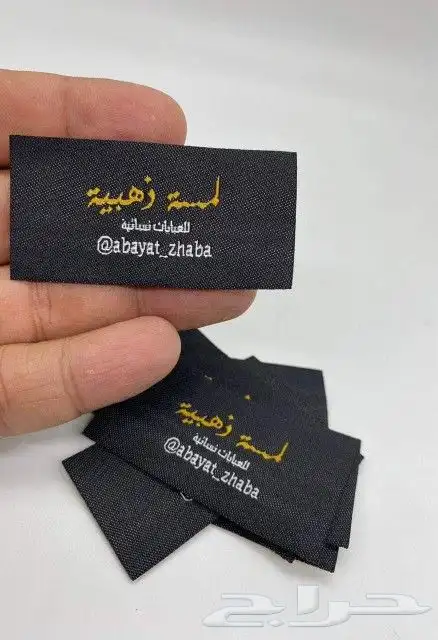 لمسة ذهبية
للعبايات نسائية
@abayat_zhaba
لمسة ذهبية
للعبايات نسائية
@abayat_zhaba
حراج